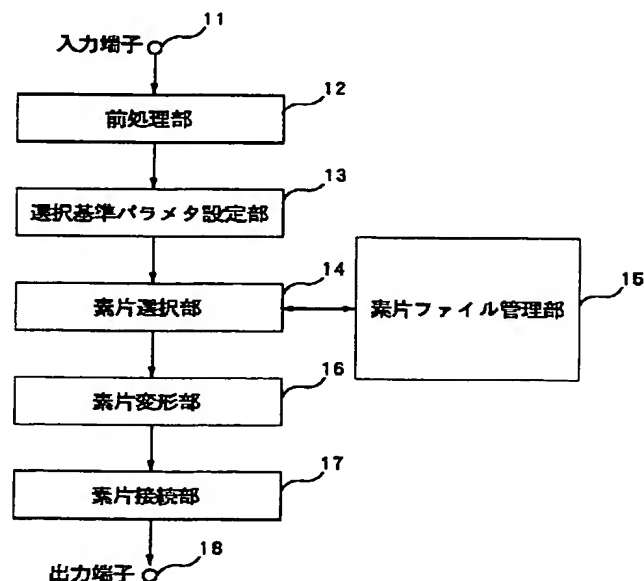 入力端子 11
12
前処理部
13
選択基準パラメタ設定部
14
素片選択部
素片ファイル管理部 15
16
素片変形部
17
素片接続部
出力端子 18